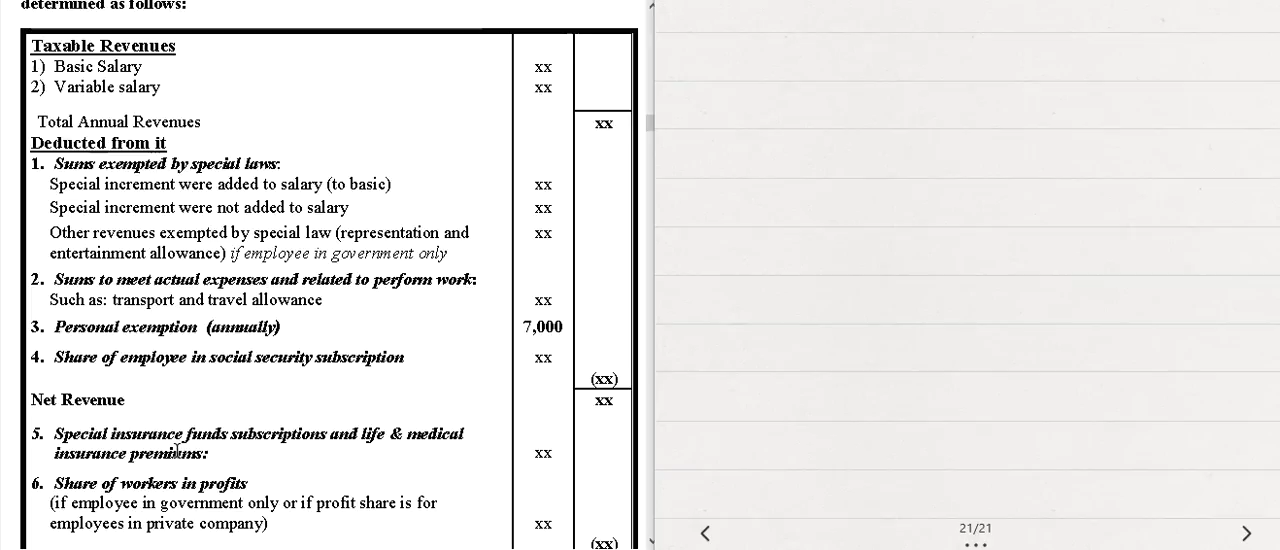 determined as follows:
Taxable Revenues
1) Basic Salary xx
2) Variable salary xx
Total Annual Revenues xx
Deducted from it
1. Sums exempted by special laws:
Special increment were added to salary (to basic) xx
Special increment were not added to salary xx
Other revenues exempted by special law (representation and xx
entertainment allowance) if employee in government only
2. Sums to meet actual expenses and related to perform work:
Such as: transport and travel allowance xx
3. Personal exemption (annually) 7,000
4. Share of employee in social security subscription xx
(xx)
Net Revenue xx
5. Special insurance funds subscriptions and life & medical
insurance premiums: xx
6. Share of workers in profits
(if employee in government only or if profit share is for
employees in private company) xx
(xx)
21/21